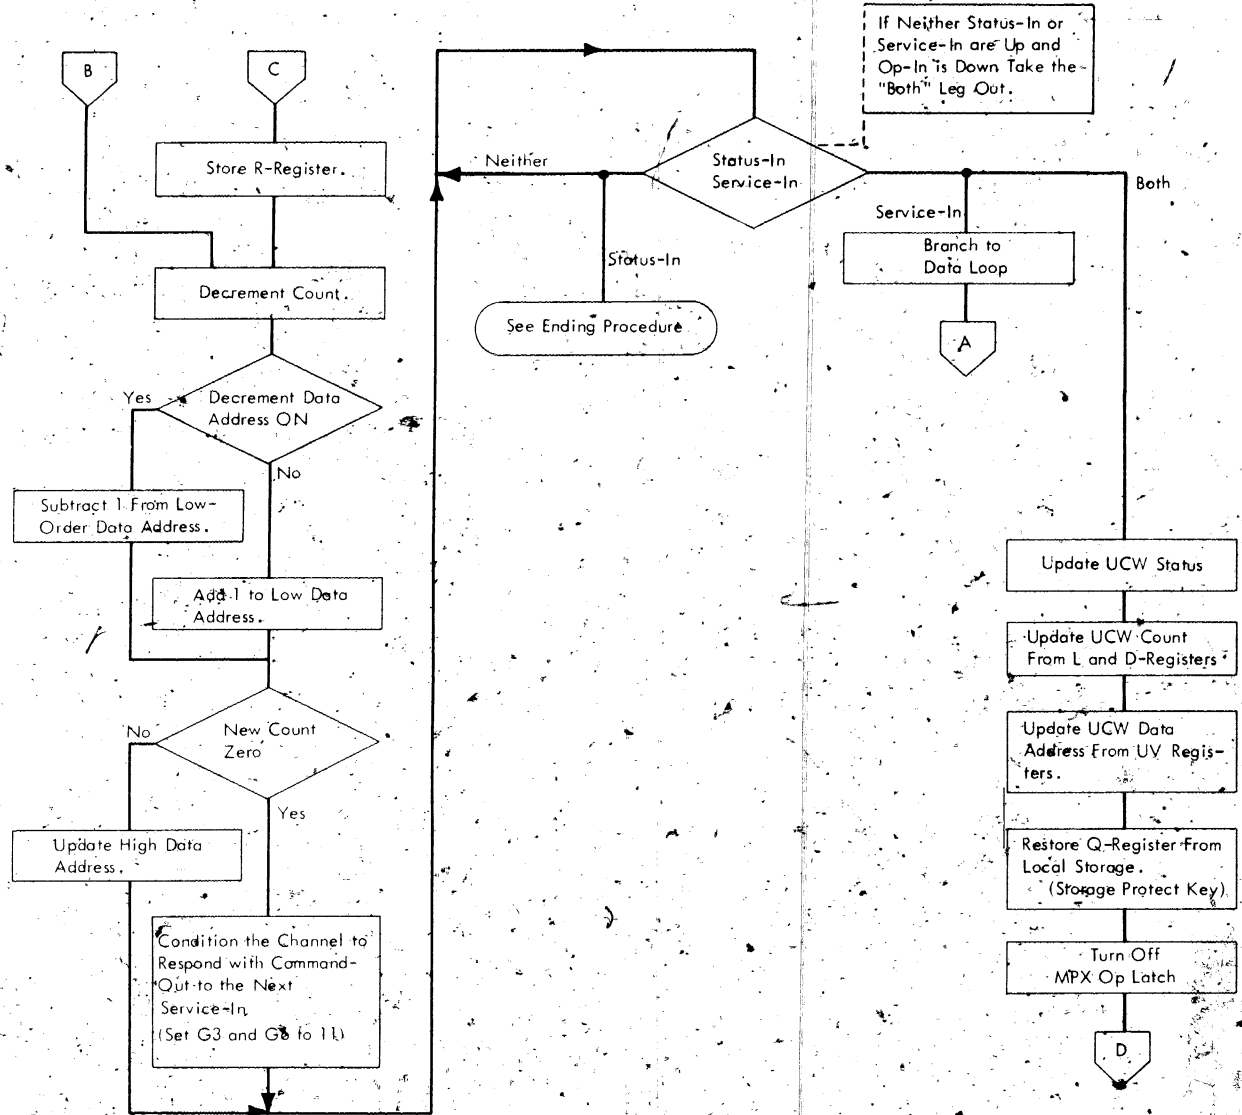 If Neither Status-In or
Service-In are Up and
Op-In is Down Take the
"Both" Leg Out.
B
C
Store R-Register.
Decrement Count.
Decrement Data
Address ON
Yes
No
Subtract 1 From Low-
Order Data Address.
Add 1 to Low Data
Address.
New Count
Zero
No
Yes
Update High Data
Address.
Condition the Channel to
Respond with Command-
Out to the Next
Service-In
(Set G3 and to 11)
Neither
Status-In
Service-In
Status-In
See Ending Procedure
Service-In
Both
Branch to
Data Loop
A
Update UCW Status
Update UCW Count
From L and D-Registers
Update UCW Data
Address From UV Regis-
ters.
Restore Q-Register From
Local Storage.
(Storage Protect Key)
Turn Off
MPX Op Latch
D